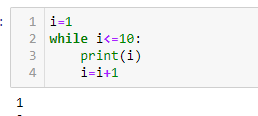 1 i=1
2 while i<=10:
3     print(i)
4     i=i+1
1